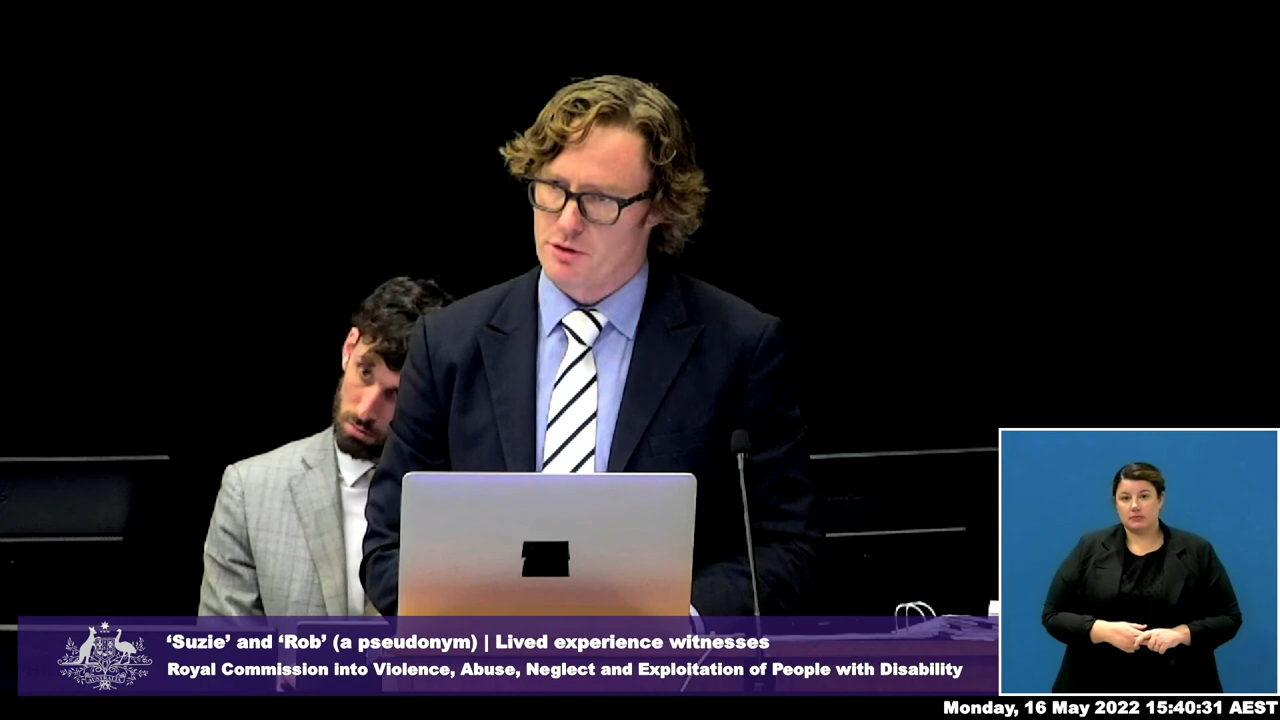 ‘Suzie’ and ‘Rob’ (a pseudonym) | Lived experience witnesses
Royal Commission into Violence, Abuse, Neglect and Exploitation of People with Disability
Monday, 16 May 2022 15:40:31 AEST